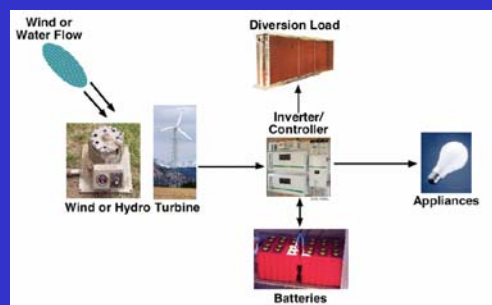 Wind or
Water Flow
Diversion Load
Inverter/
Controller
Wind or Hydro Turbine
Appliances
Batteries